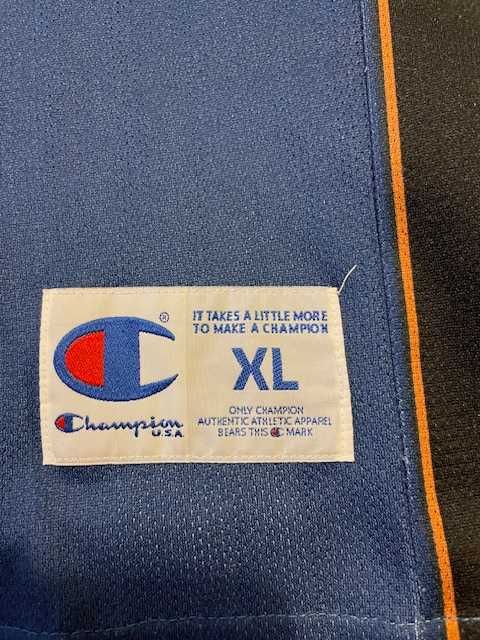 ®
IT TAKES A LITTLE MORE
TO MAKE A CHAMPION
XL
Champion
U.S.A.
ONLY CHAMPION
AUTHENTIC ATHLETIC APPAREL
BEARS THIS C MARK